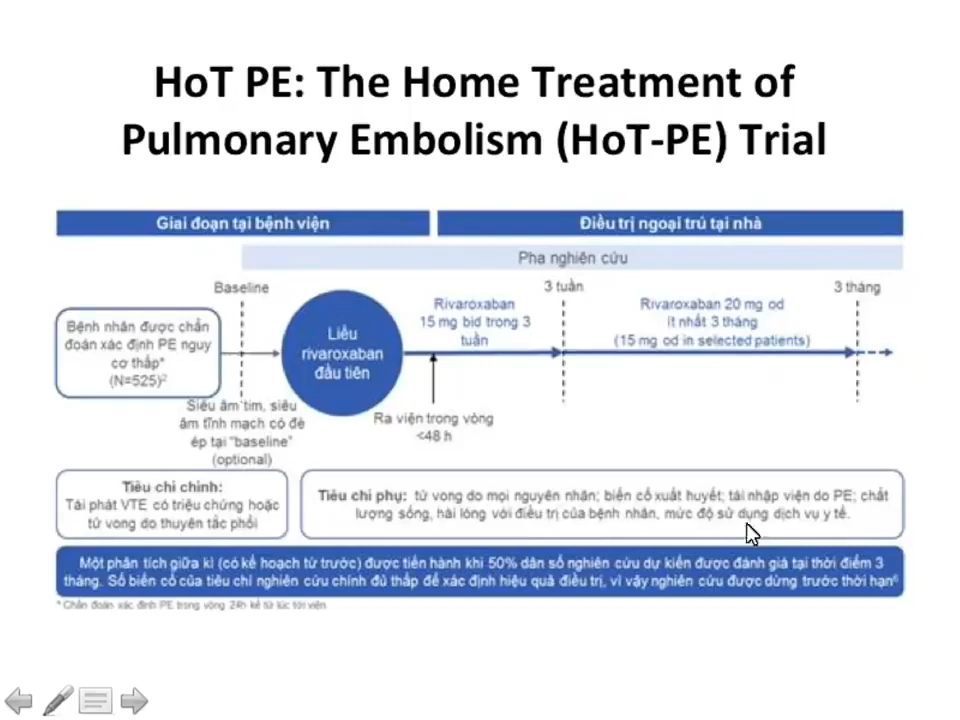 HoT PE: The Home Treatment of
Pulmonary Embolism (HoT-PE) Trial
Giai đoạn tại bệnh viện
Điều trị ngoại trú tại nhà
Pha nghiên cứu
Baseline
3 tuần
3 tháng
Bệnh nhân được chẩn
đoán xác định PE nguy
cơ thấp*
(N=525)²
Liều
rivaroxaban
đầu tiên
Rivaroxaban
15 mg bid trong 3
tuần
Rivaroxaban 20 mg od
ít nhất 3 tháng
(15 mg od in selected patients)
Siêu âm tim, siêu
âm tĩnh mạch có đè
ép tại "baseline"
(optional)
Ra viện trong vòng
<48 h
Tiêu chí chính:
Tái phát VTE có triệu chứng hoặc
tử vong do thuyên tắc phổi
Tiêu chí phụ: tử vong do mọi nguyên nhân; biến cố xuất huyết; tái nhập viện do PE; chất
lượng sống, hài lòng với điều trị của bệnh nhân, mức độ sử dụng dịch vụ y tế.
Một phân tích giữa kì (có kế hoạch từ trước) được tiến hành khi 50% dân số nghiên cứu dự kiến được đánh giá tại thời điểm 3
tháng. Số biến cố của tiêu chí nghiên cứu chính đủ thấp để xác định hiệu quả điều trị, vì vậy nghiên cứu được dừng trước thời hạn
* Chẩn đoán xác định PE trong vòng 24h kể từ lúc tới viện